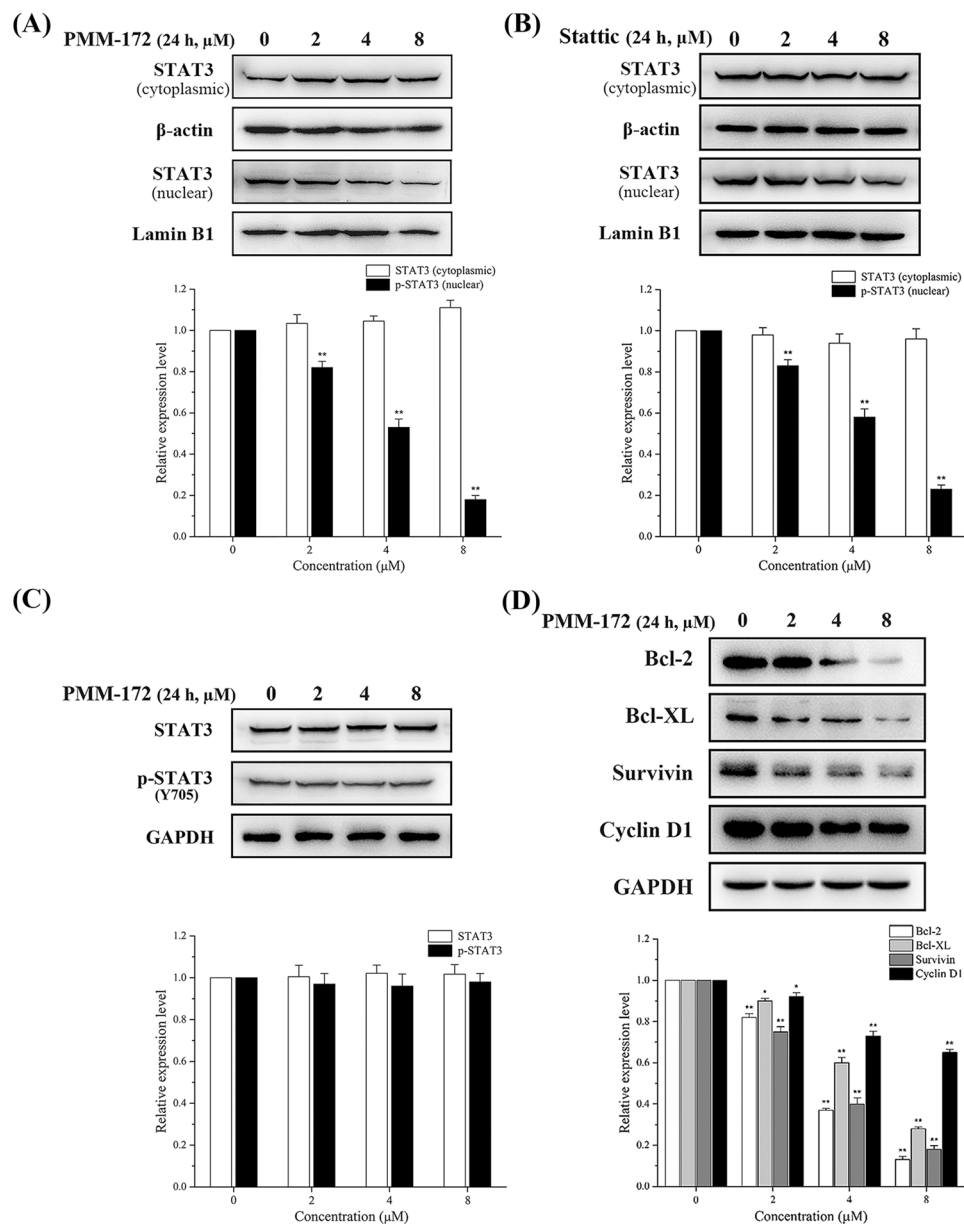 (A)
PMM-172 (24 h, μM) 0 2 4 8
STAT3
(cytoplasmic)
β-actin
STAT3
(nuclear)
Lamin B1
STAT3 (cytoplasmic)
p-STAT3 (nuclear)
1.2
1.0
0.8
0.6
0.4
0.2
0.0
Relative expression level
**
**
**
0 2 4 8
Concentration (μM)
(B)
Stattic (24 h, μM) 0 2 4 8
STAT3
(cytoplasmic)
β-actin
STAT3
(nuclear)
Lamin B1
STAT3 (cytoplasmic)
p-STAT3 (nuclear)
1.2
1.0
0.8
0.6
0.4
0.2
0.0
Relative expression level
**
**
**
0 2 4 8
Concentration (μM)
(C)
PMM-172 (24 h, μM) 0 2 4 8
STAT3
p-STAT3
(Y705)
GAPDH
STAT3
p-STAT3
1.2
1.0
0.8
0.6
0.4
0.2
0.0
Relative expression level
0 2 4 8
Concentration (μM)
(D)
PMM-172 (24 h, μM) 0 2 4 8
Bcl-2
Bcl-XL
Survivin
Cyclin D1
GAPDH
Bcl-2
Bcl-XL
Survivin
Cyclin D1
1.2
1.0
0.8
0.6
0.4
0.2
0.0
Relative expression level
** * ** *
** ** ** **
** ** ** **
0 2 4 8
Concentration (μM)